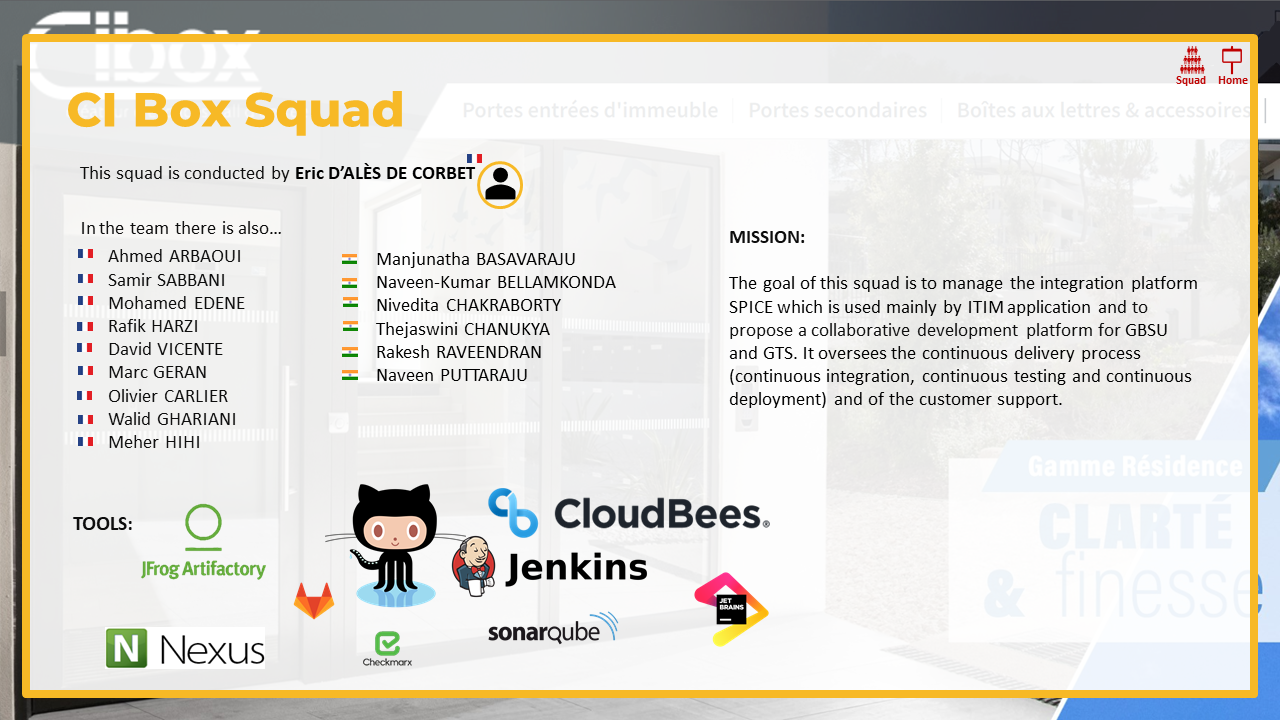 Cibox
Squad
Home
CI Box Squad
Portes entrées d'immeuble
Portes secondaires
Boîtes aux lettres & accessoires
This squad is conducted by Eric D’ALÈS DE CORBET
In the team there is also…
Ahmed ARBAOUI
Samir SABBANI
Mohamed EDENE
Rafik HARZI
David VICENTE
Marc GERAN
Olivier CARLIER
Walid GHARIANI
Meher HIHI
Manjunatha BASAVARAJU
Naveen-Kumar BELLAMKONDA
Nivedita CHAKRABORTY
Thejaswini CHANUKYA
Rakesh RAVEENDRAN
Naveen PUTTARAJU
MISSION:
The goal of this squad is to manage the integration platform
SPICE which is used mainly by ITIM application and to
propose a collaborative development platform for GBSU
and GTS. It oversees the continuous delivery process
(continuous integration, continuous testing and continuous
deployment) and of the customer support.
Gamme Résidence
CLARTÉ
& finesse
TOOLS:
JFrog Artifactory
CloudBees®
Jenkins
JET
BRAINS
sonarqube
N Nexus
Checkmarx